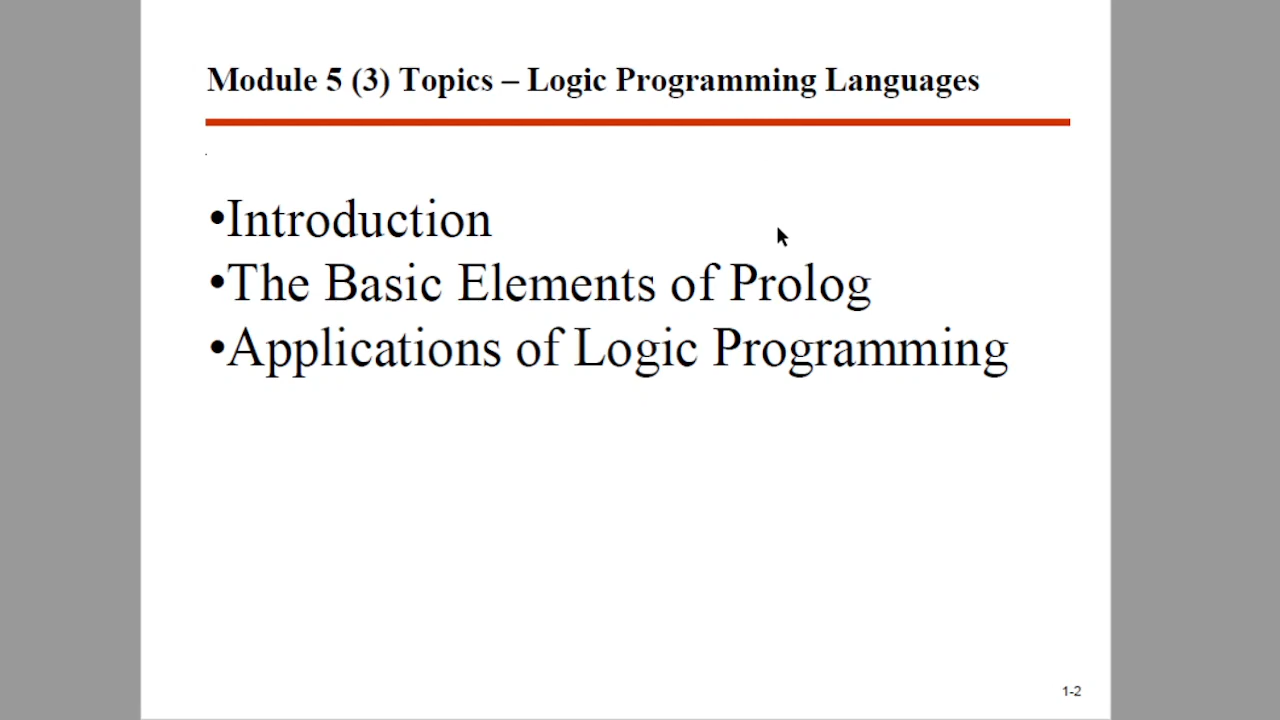 Module 5 (3) Topics – Logic Programming Languages
•Introduction
•The Basic Elements of Prolog
•Applications of Logic Programming
1-2